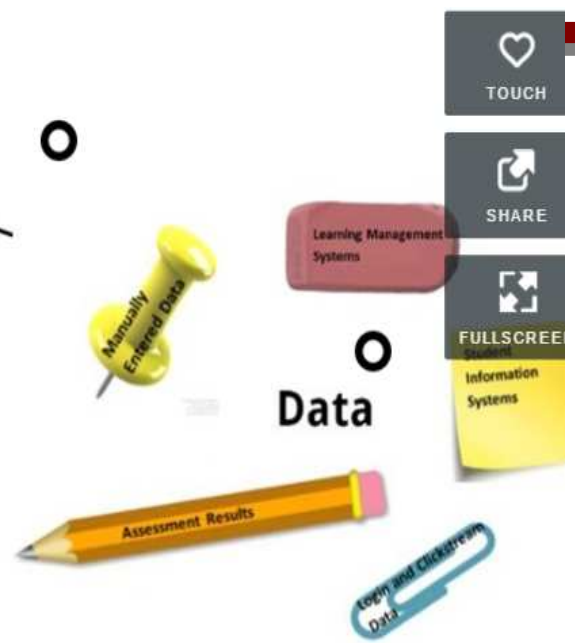 TOUCH
SHARE
FULLSCREE
Learning Management
Systems
Manually
Entered Data
Student
Information
Systems
Data
Assessment Results
Login and Clickstream
Data